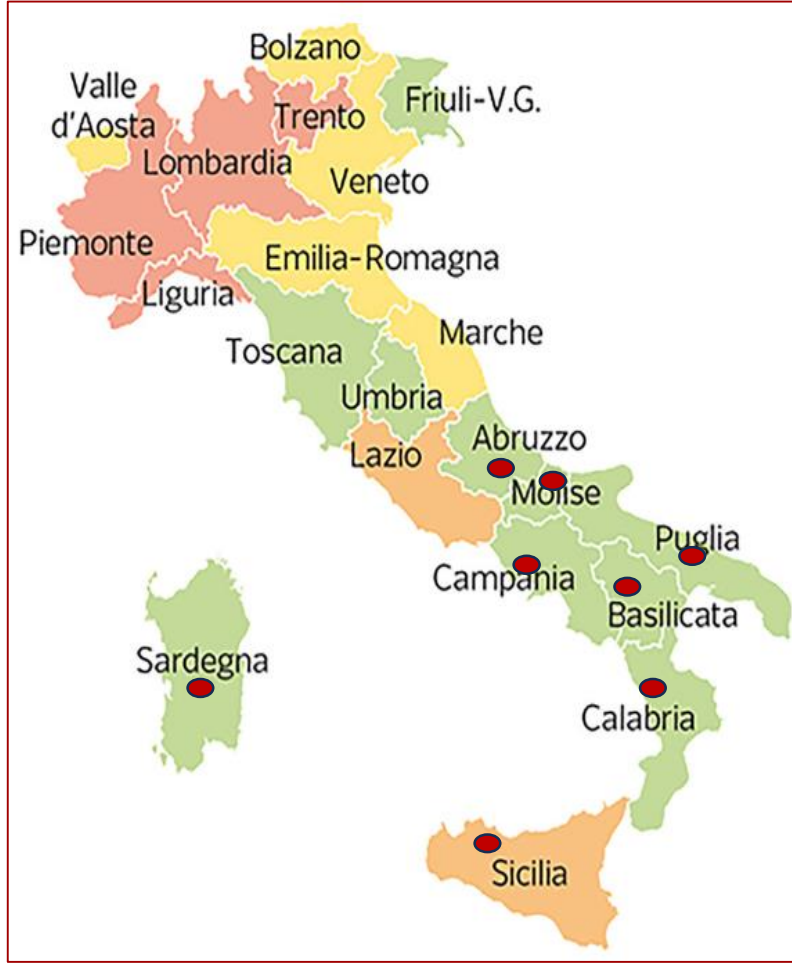 Bolzano
Valle
d'Aosta
Friuli-V.G.
Trento
Lombardia
Veneto
Piemonte
Emilia-Romagna
Liguria
Marche
Toscana
Umbria
Abruzzo
Lazio
Molise
Puglia
Campania
Basilicata
Sardegna
Calabria
Sicilia